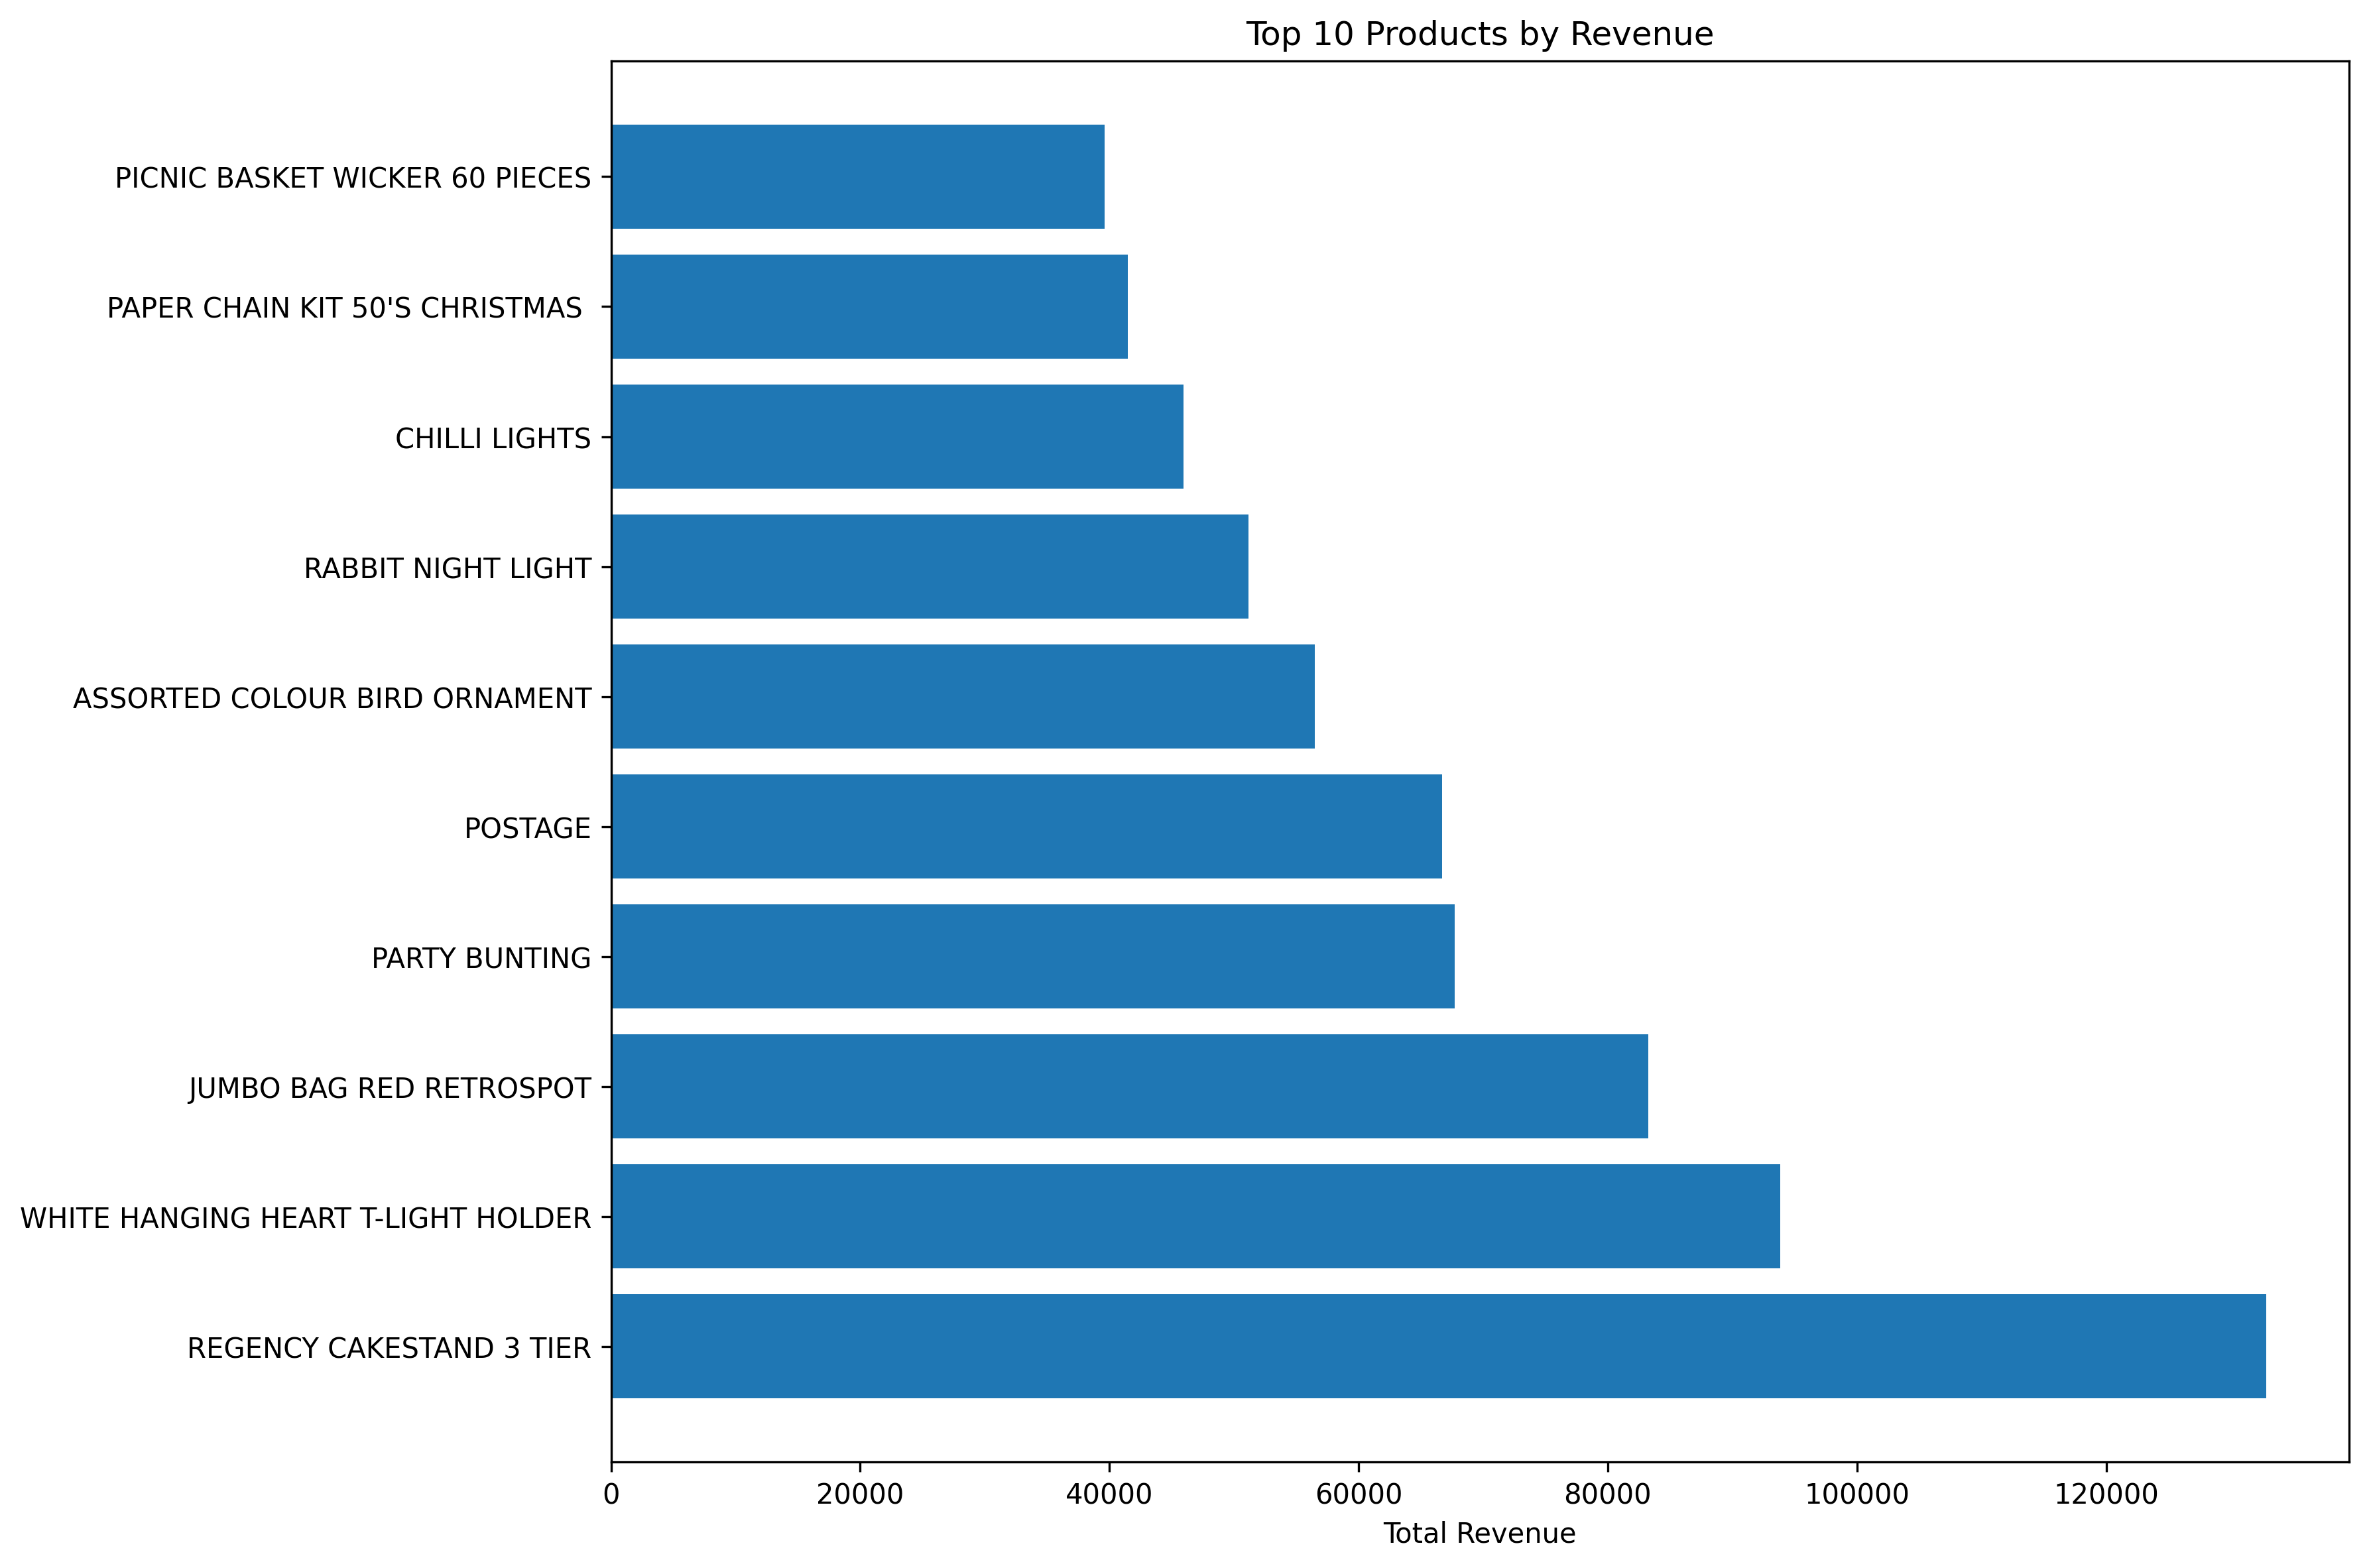 Top 10 Products by Revenue
PICNIC BASKET WICKER 60 PIECES
PAPER CHAIN KIT 50'S CHRISTMAS
CHILLI LIGHTS
RABBIT NIGHT LIGHT
ASSORTED COLOUR BIRD ORNAMENT
POSTAGE
PARTY BUNTING
JUMBO BAG RED RETROSPOT
WHITE HANGING HEART T-LIGHT HOLDER
REGENCY CAKESTAND 3 TIER
0 20000 40000 60000 80000 100000 120000
Total Revenue